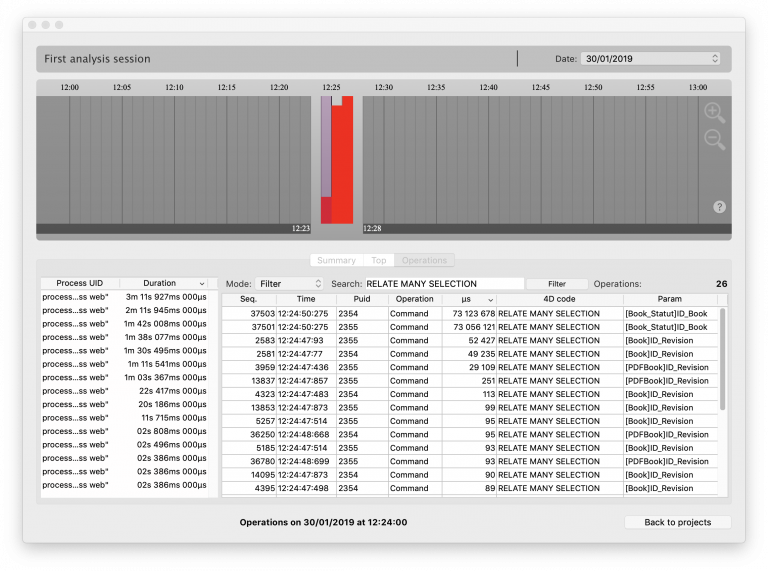 First analysis session Date: 30/01/2019
12:00 12:05 12:10 12:15 12:20 12:25 12:30 12:35 12:40 12:45 12:50 12:55 13:00
?
12:23 12:28
Summary Top Operations
Process UID Duration
process...ss web" 3m 11s 927ms 000µs
process...ss web" 2m 11s 945ms 000µs
process...ss web" 1m 42s 008ms 000µs
process...ss web" 1m 38s 077ms 000µs
process...ss web" 1m 30s 495ms 000µs
process...ss web" 1m 11s 541ms 000µs
process...ss web" 1m 03s 367ms 000µs
process...ss web" 22s 417ms 000µs
process...ss web" 20s 186ms 000µs
process...ss web" 11s 715ms 000µs
process...ss web" 02s 808ms 000µs
process...ss web" 02s 496ms 000µs
process...ss web" 02s 386ms 000µs
process...ss web" 02s 386ms 000µs
process...ss web" 02s 386ms 000µs
Mode: Filter Search: RELATE MANY SELECTION Filter Operations: 26
Seq. Time Puid Operation µs 4D code Param
37503 12:24:50:275 2354 Command 73 123 678 RELATE MANY SELECTION [Book_Statut]ID_Book
37501 12:24:50:275 2355 Command 73 056 121 RELATE MANY SELECTION [Book_Statut]ID_Book
2583 12:24:47:93 2355 Command 52 427 RELATE MANY SELECTION [Book]ID_Revision
2581 12:24:47:77 2354 Command 49 235 RELATE MANY SELECTION [Book]ID_Revision
3959 12:24:47:436 2355 Command 29 109 RELATE MANY SELECTION [PDFBook]ID_Revision
13837 12:24:47:857 2355 Command 251 RELATE MANY SELECTION [PDFBook]ID_Revision
4323 12:24:47:483 2354 Command 113 RELATE MANY SELECTION [Book]ID_Revision
13853 12:24:47:873 2355 Command 99 RELATE MANY SELECTION [Book]ID_Revision
5257 12:24:47:514 2354 Command 95 RELATE MANY SELECTION [Book]ID_Revision
36250 12:24:48:668 2354 Command 95 RELATE MANY SELECTION [PDFBook]ID_Revision
5185 12:24:47:514 2355 Command 93 RELATE MANY SELECTION [Book]ID_Revision
36780 12:24:48:699 2355 Command 93 RELATE MANY SELECTION [PDFBook]ID_Revision
14095 12:24:47:873 2354 Command 90 RELATE MANY SELECTION [Book]ID_Revision
4395 12:24:47:498 2354 Command 89 RELATE MANY SELECTION [Book]ID_Revision
Operations on 30/01/2019 at 12:24:00 Back to projects